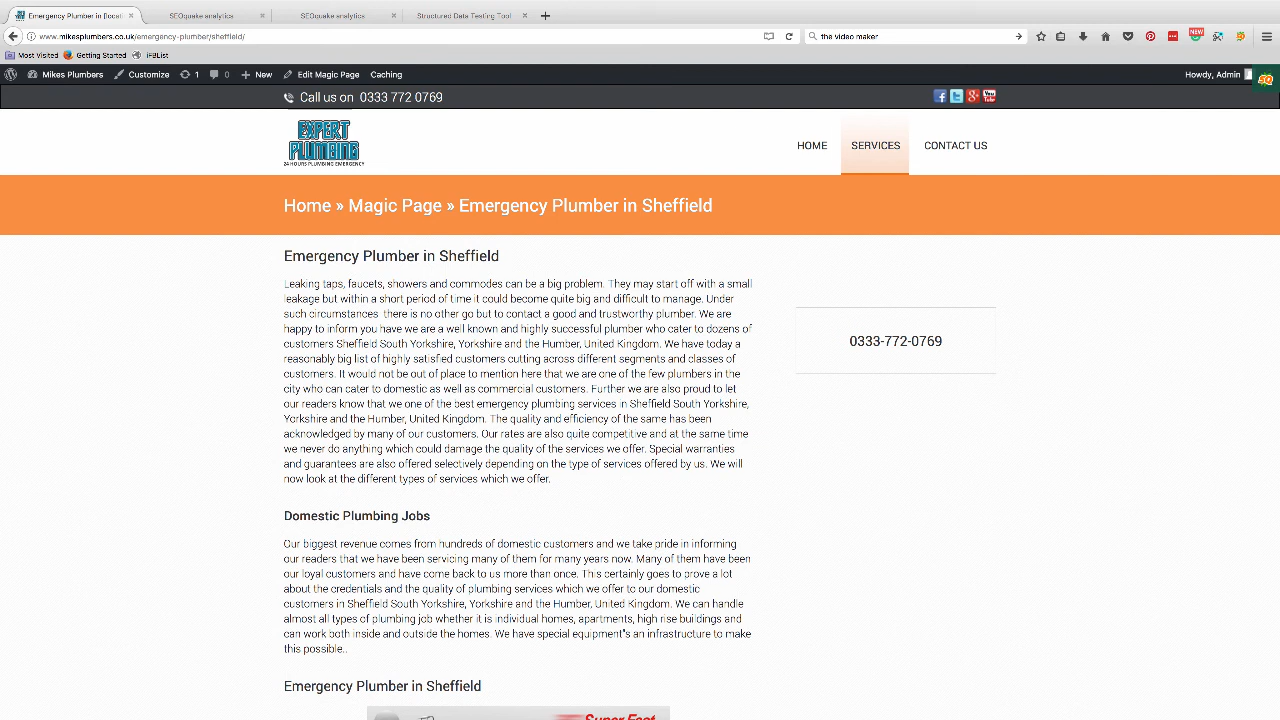 Emergency Plumber in [locati
SEOquake analytics
SEOquake analytics
Structured Data Testing Tool
www.mikesplumbers.co.uk/emergency-plumber/sheffield/
the video maker
NEW
Most Visited
Getting Started
iFBList
Mikes Plumbers
Customize
1
0
New
Edit Magic Page
Caching
Howdy, Admin
SQ
Call us on 0333 772 0769
You Tube
EXPERT
PLUMBING
24 HOURS PLUMBING EMERGENCY
HOME
SERVICES
CONTACT US
Home » Magic Page » Emergency Plumber in Sheffield
Emergency Plumber in Sheffield
Leaking taps, faucets, showers and commodes can be a big problem. They may start off with a small
leakage but within a short period of time it could become quite big and difficult to manage. Under
such circumstances there is no other go but to contact a good and trustworthy plumber. We are
happy to inform you have we are a well known and highly successful plumber who cater to dozens of
customers Sheffield South Yorkshire, Yorkshire and the Humber, United Kingdom. We have today a
reasonably big list of highly satisfied customers cutting across different segments and classes of
customers. It would not be out of place to mention here that we are one of the few plumbers in the
city who can cater to domestic as well as commercial customers. Further we are also proud to let
our readers know that we one of the best emergency plumbing services in Sheffield South Yorkshire,
Yorkshire and the Humber, United Kingdom. The quality and efficiency of the same has been
acknowledged by many of our customers. Our rates are also quite competitive and at the same time
we never do anything which could damage the quality of the services we offer. Special warranties
and guarantees are also offered selectively depending on the type of services offered by us. We will
now look at the different types of services which we offer.
0333-772-0769
Domestic Plumbing Jobs
Our biggest revenue comes from hundreds of domestic customers and we take pride in informing
our readers that we have been servicing many of them for many years now. Many of them have been
our loyal customers and have come back to us more than once. This certainly goes to prove a lot
about the credentials and the quality of plumbing services which we offer to our domestic
customers in Sheffield South Yorkshire, Yorkshire and the Humber, United Kingdom. We can handle
almost all types of plumbing job whether it is individual homes, apartments, high rise buildings and
can work both inside and outside the homes. We have special equipment"s an infrastructure to make
this possible..
Emergency Plumber in Sheffield
Super Fast